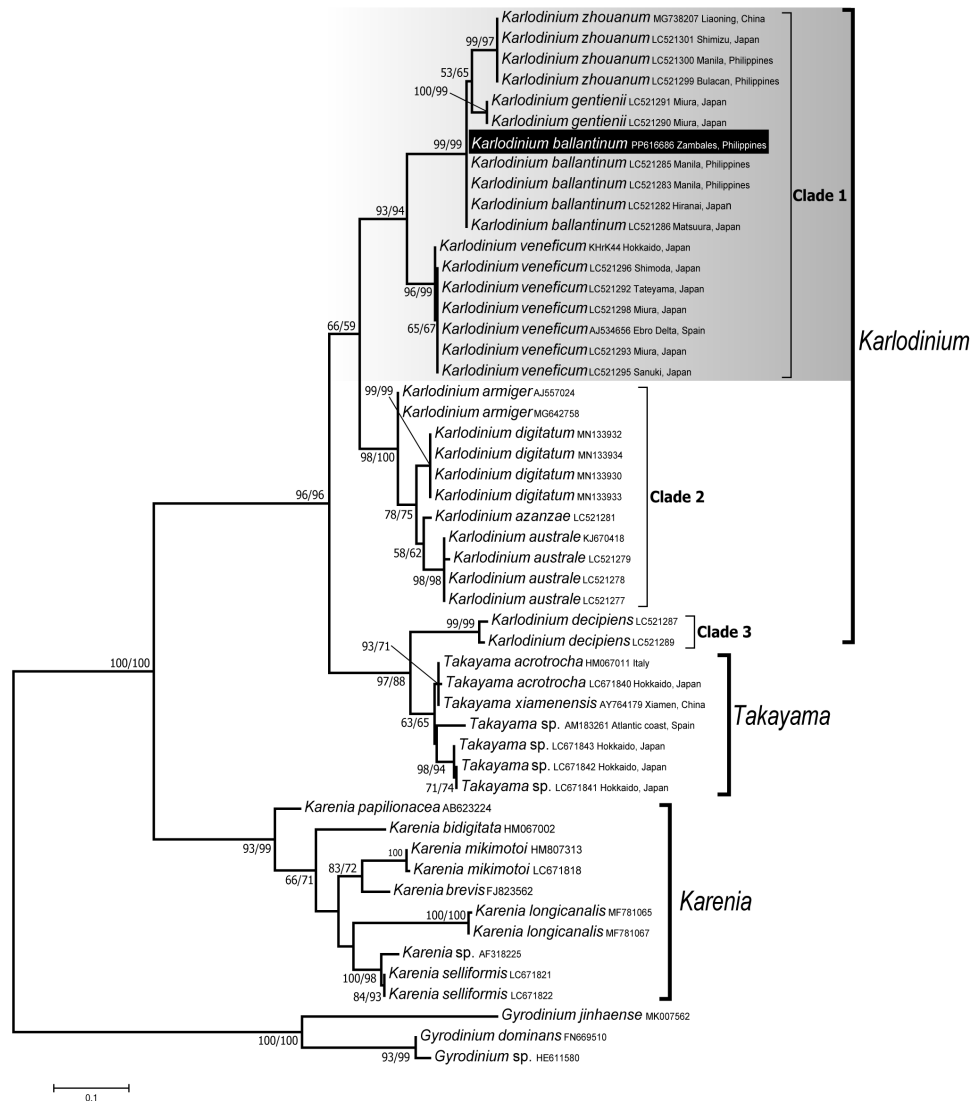 Karlodinium zhouanum MG738207 Liaoning, China
99/97
Karlodinium zhouanum LC521301 Shimizu, Japan
Karlodinium zhouanum LC521300 Manila, Philippines
53/65
Karlodinium zhouanum LC521299 Bulacan, Philippines
100/99
Karlodinium gentienii LC521291 Miura, Japan
Karlodinium gentienii LC521290 Miura, Japan
99/99
Karlodinium ballantinum PP616686 Zambales, Philippines
Karlodinium ballantinum LC521285 Manila, Philippines
Karlodinium ballantinum LC521283 Manila, Philippines
Clade 1
Karlodinium ballantinum LC521282 Hiranai, Japan
93/94
Karlodinium ballantinum LC521286 Matsuura, Japan
Karlodinium veneficum KHrK44 Hokkaido, Japan
Karlodinium veneficum LC521296 Shimoda, Japan
96/99
Karlodinium veneficum LC521292 Tateyama, Japan
Karlodinium veneficum LC521298 Miura, Japan
65/67
Karlodinium veneficum AJ534656 Ebro Delta, Spain
66/59
Karlodinium veneficum LC521293 Miura, Japan
Karlodinium
Karlodinium veneficum LC521295 Sanuki, Japan
99/99
Karlodinium armiger AJ557024
Karlodinium armiger MG642758
Karlodinium digitatum MN133932
98/100
Karlodinium digitatum MN133934
Karlodinium digitatum MN133930
96/96
Karlodinium digitatum MN133933
Clade 2
78/75
Karlodinium azanzae LC521281
Karlodinium australe KJ670418
58/62
Karlodinium australe LC521279
98/98
Karlodinium australe LC521278
Karlodinium australe LC521277
99/99
Karlodinium decipiens LC521287
Clade 3
93/71
Karlodinium decipiens LC521289
100/100
Takayama acrotrocha HM067011 Italy
97/88
Takayama acrotrocha LC671840 Hokkaido, Japan
Takayama xiamenensis AY764179 Xiamen, China
Takayama
63/65
Takayama sp. AM183261 Atlantic coast, Spain
Takayama sp. LC671843 Hokkaido, Japan
98/94
Takayama sp. LC671842 Hokkaido, Japan
71/74
Takayama sp. LC671841 Hokkaido, Japan
Karenia papilionacea AB623224
93/99
Karenia bidigitata HM067002
100
Karenia mikimotoi HM807313
83/72
Karenia mikimotoi LC671818
66/71
Karenia brevis FJ823562
Karenia
100/100
Karenia longicanalis MF781065
Karenia longicanalis MF781067
Karenia sp. AF318225
100/98
Karenia selliformis LC671821
84/93
Karenia selliformis LC671822
Gyrodinium jinhaense MK007562
100/100
Gyrodinium dominans FN669510
93/99
Gyrodinium sp. HE611580
0.1